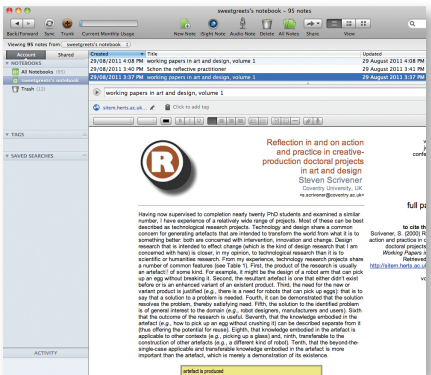 sweetgreets's notebook – 95 notes
Back/Forward Sync Trunk Current Monthly Usage New Note iSight Note Audio Note Delete All Notes Share View
Viewing 95 notes from sweetgreets's notebook
Account Shared
Created Title Updated
NOTEBOOKS
All Notebooks (95)
sweetgreets's notebook
Trash (12)
TAGS
SAVED SEARCHES
ACTIVITY
29/08/2011 4:08 PM working papers in art and design, volume 1 29 August 2011 4:08 PM
29/08/2011 3:40 PM Schon the reflective practitioner 29 August 2011 3:41 PM
29/08/2011 3:37 PM working papers in art and design, volume 1 29 August 2011 3:37 PM
working papers in art and design, volume 1
sitem.herts.ac.uk... Click to add tag
B I U
R
Reflection in and on action
and practice in creative-
production doctoral projects
in art and design
Steven Scrivener
Coventry University, UK
<s.scrivener@coventry.ac.uk>
Having now supervised to completion nearly twenty PhD students and examined a similar
number, I have experience of a relatively wide range of projects. Most of these can be best
described as technological research projects. Technology and design share a common
concern for generating artefacts that are intended to transform the world from what it is to
something better: both are concerned with intervention, innovation and change. Design
research that is intended to effect change (which is the kind of design research that I am
concerned with here) is closer, in my opinion, to technological research than it is to
scientific or humanities research. From my experience, technology research projects share
a number of common features (see Table 1). First, the product of the research is usually
an artefact? of some kind. For example, it might be the design of a robot arm that can pick
up an egg without breaking it. Second, the resultant artefact is one that either didn't exist
before or is an enhanced variant of an existent product. Third, the need for the new or
variant product is justified (e.g., there is a need for robots that can pick up eggs): that is to
say that a solution to a problem is needed. Fourth, it can be demonstrated that the solution
resolves the problem, thereby satisfying need. Fifth, the solution to the identified problem
is of general interest to the domain (e.g., robot designers, manufacturers and users). Sixth
that the outcome of the research is useful. Seventh, that the knowledge embodied in the
artefact (e.g., how to pick up an egg without crushing it) can be described separate from it
(thus offering the potential for reuse). Eighth, that knowledge embodied in the artefact is
applicable to other contexts (e.g., picking up a glass) and, ninth, transferable to the
construction of other artefacts (e.g., a different kind of robot). Tenth, that the beyond-the-
single-case applicable and transferable knowledge embodied in the artefact is more
important than the artefact, which is merely a demonstration of its existence.
artefact is produced
confe
full pa
to cite th
Scrivener, S. (2000) R
action and practice in c
doctoral projects
Working Papers i
Retrieved
http://sitem.herts.ac.u